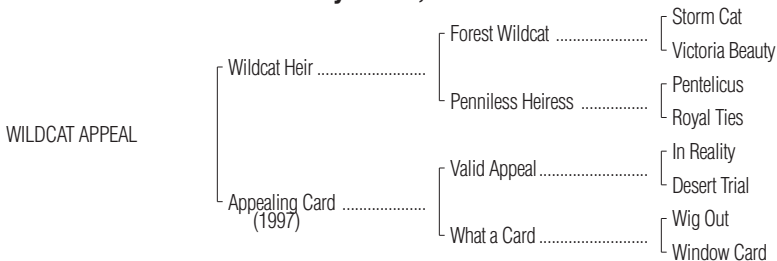 Storm Cat
Forest Wildcat ........................
Victoria Beauty
Wildcat Heir ............................
Pentelicus
Penniless Heiress .................
Royal Ties
WILDCAT APPEAL
In Reality
Valid Appeal ............................
Desert Trial
Appealing Card .....................
(1997)
Wig Out
What a Card ............................
Window Card